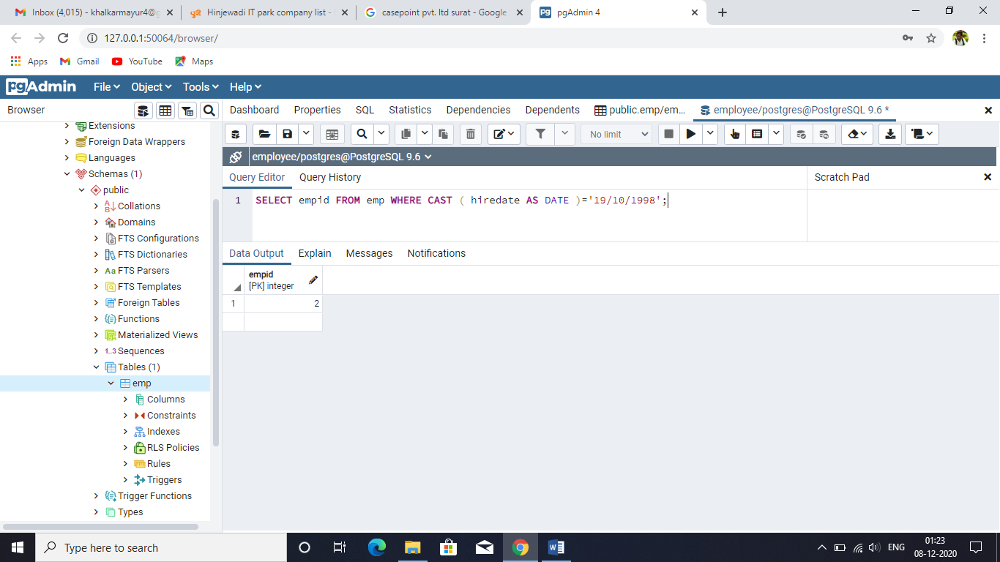 Inbox (4,015) - khalkarmayur4@g
Hinjewadi IT park company list -
casepoint pvt. ltd surat - Google
pgAdmin 4
127.0.0.1:50064/browser/
Apps Gmail YouTube Maps
pgAdmin File Object Tools Help
Browser
Dashboard Properties SQL Statistics Dependencies Dependents public.emp/em... employee/postgres@PostgreSQL 9.6 *
No limit
employee/postgres@PostgreSQL 9.6
Query Editor Query History
Scratch Pad
1 SELECT empid FROM emp WHERE CAST ( hiredate AS DATE )='19/10/1998';
Data Output Explain Messages Notifications
empid
[PK] integer
1 2
Extensions
Foreign Data Wrappers
Languages
Schemas (1)
public
Collations
Domains
FTS Configurations
FTS Dictionaries
Aa FTS Parsers
FTS Templates
Foreign Tables
Functions
Materialized Views
1..3 Sequences
Tables (1)
emp
Columns
Constraints
Indexes
RLS Policies
Rules
Triggers
Trigger Functions
Types
Type here to search
ENG
01:23
08-12-2020